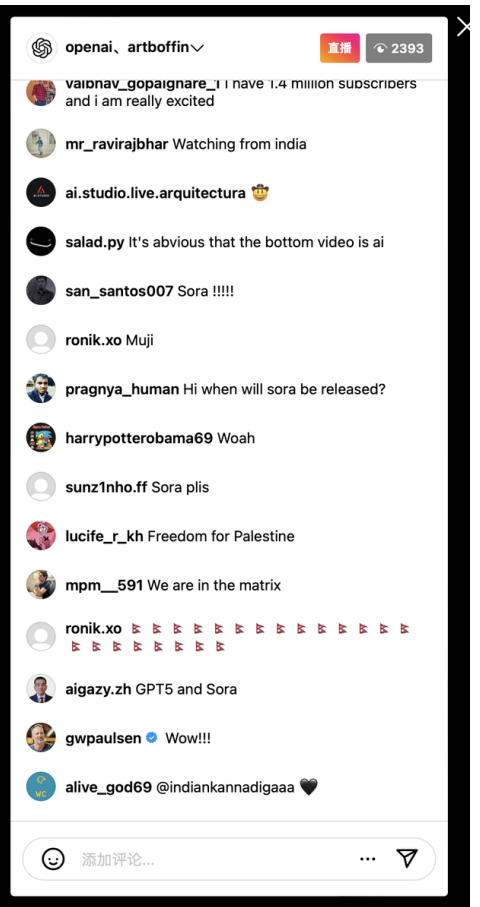 openai、artboffin
直播
2393
vaibhav_gopalghare_1 I have 1.4 million subscribers
and i am really excited
mr_ravirajbhar Watching from india
ai.studio.live.arquitectura 🤠
salad.py It's abvious that the bottom video is ai
san_santos007 Sora !!!!!
ronik.xo Muji
pragnya_human Hi when will sora be released?
harrypotterobama69 Woah
sunz1nho.ff Sora plis
lucife_r_kh Freedom for Palestine
mpm__591 We are in the matrix
ronik.xo 🇳🇵 🇳🇵 🇳🇵 🇳🇵 🇳🇵 🇳🇵 🇳🇵 🇳🇵 🇳🇵 🇳🇵 🇳🇵 🇳🇵 🇳🇵 🇳🇵
🇳🇵 🇳🇵 🇳🇵 🇳🇵 🇳🇵 🇳🇵 🇳🇵 🇳🇵
aigazy.zh GPT5 and Sora
gwpaulsen Wow!!!
alive_god69 @indiankannadigaaa 🖤
添加评论...